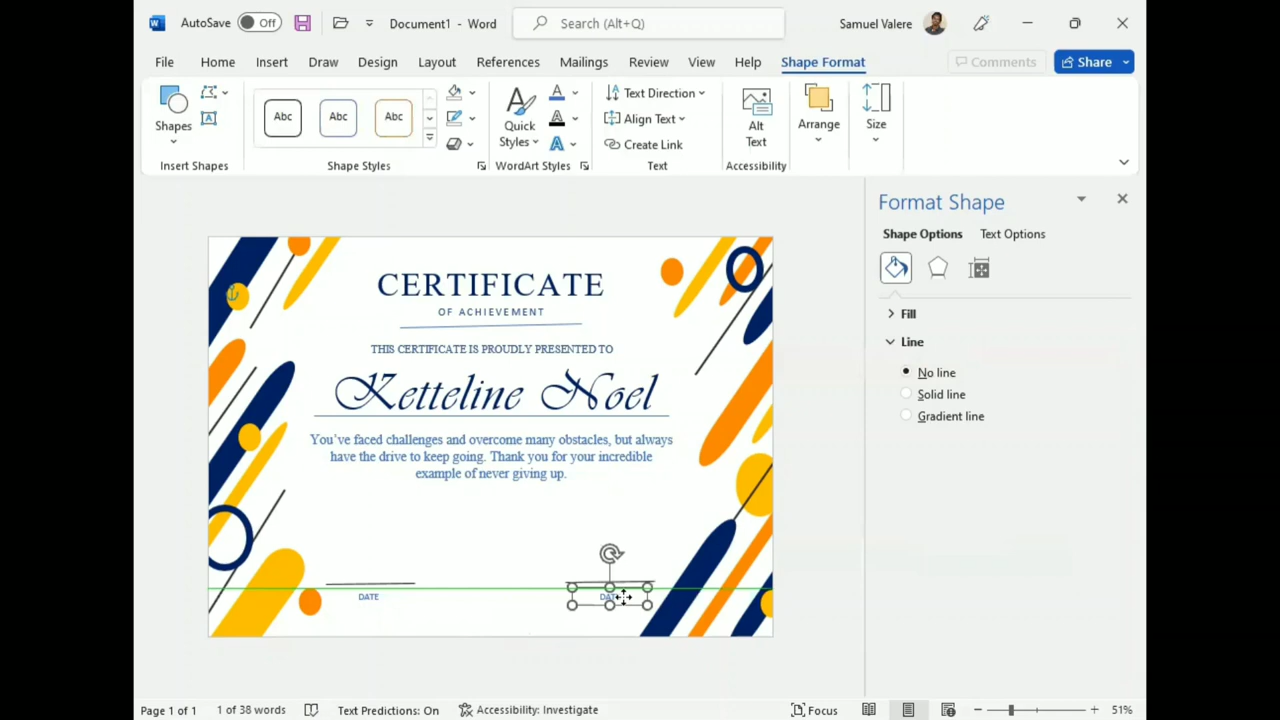 AutoSave Off Document1 - Word Search (Alt+Q) Samuel Valere
File Home Insert Draw Design Layout References Mailings Review View Help Shape Format Comments Share
Shapes
Insert Shapes
Abc Abc Abc
Shape Styles
Quick
Styles
WordArt Styles
Text Direction
Align Text
Create Link
Text
Alt
Text
Accessibility
Arrange
Size
Format Shape
Shape Options Text Options
Fill
Line
No line
Solid line
Gradient line
CERTIFICATE
OF ACHIEVEMENT
THIS CERTIFICATE IS PROUDLY PRESENTED TO
Ketteline Noel
You've faced challenges and overcome many obstacles, but always
have the drive to keep going. Thank you for your incredible
example of never giving up.
DATE
Page 1 of 1 1 of 38 words Text Predictions: On Accessibility: Investigate Focus 51%